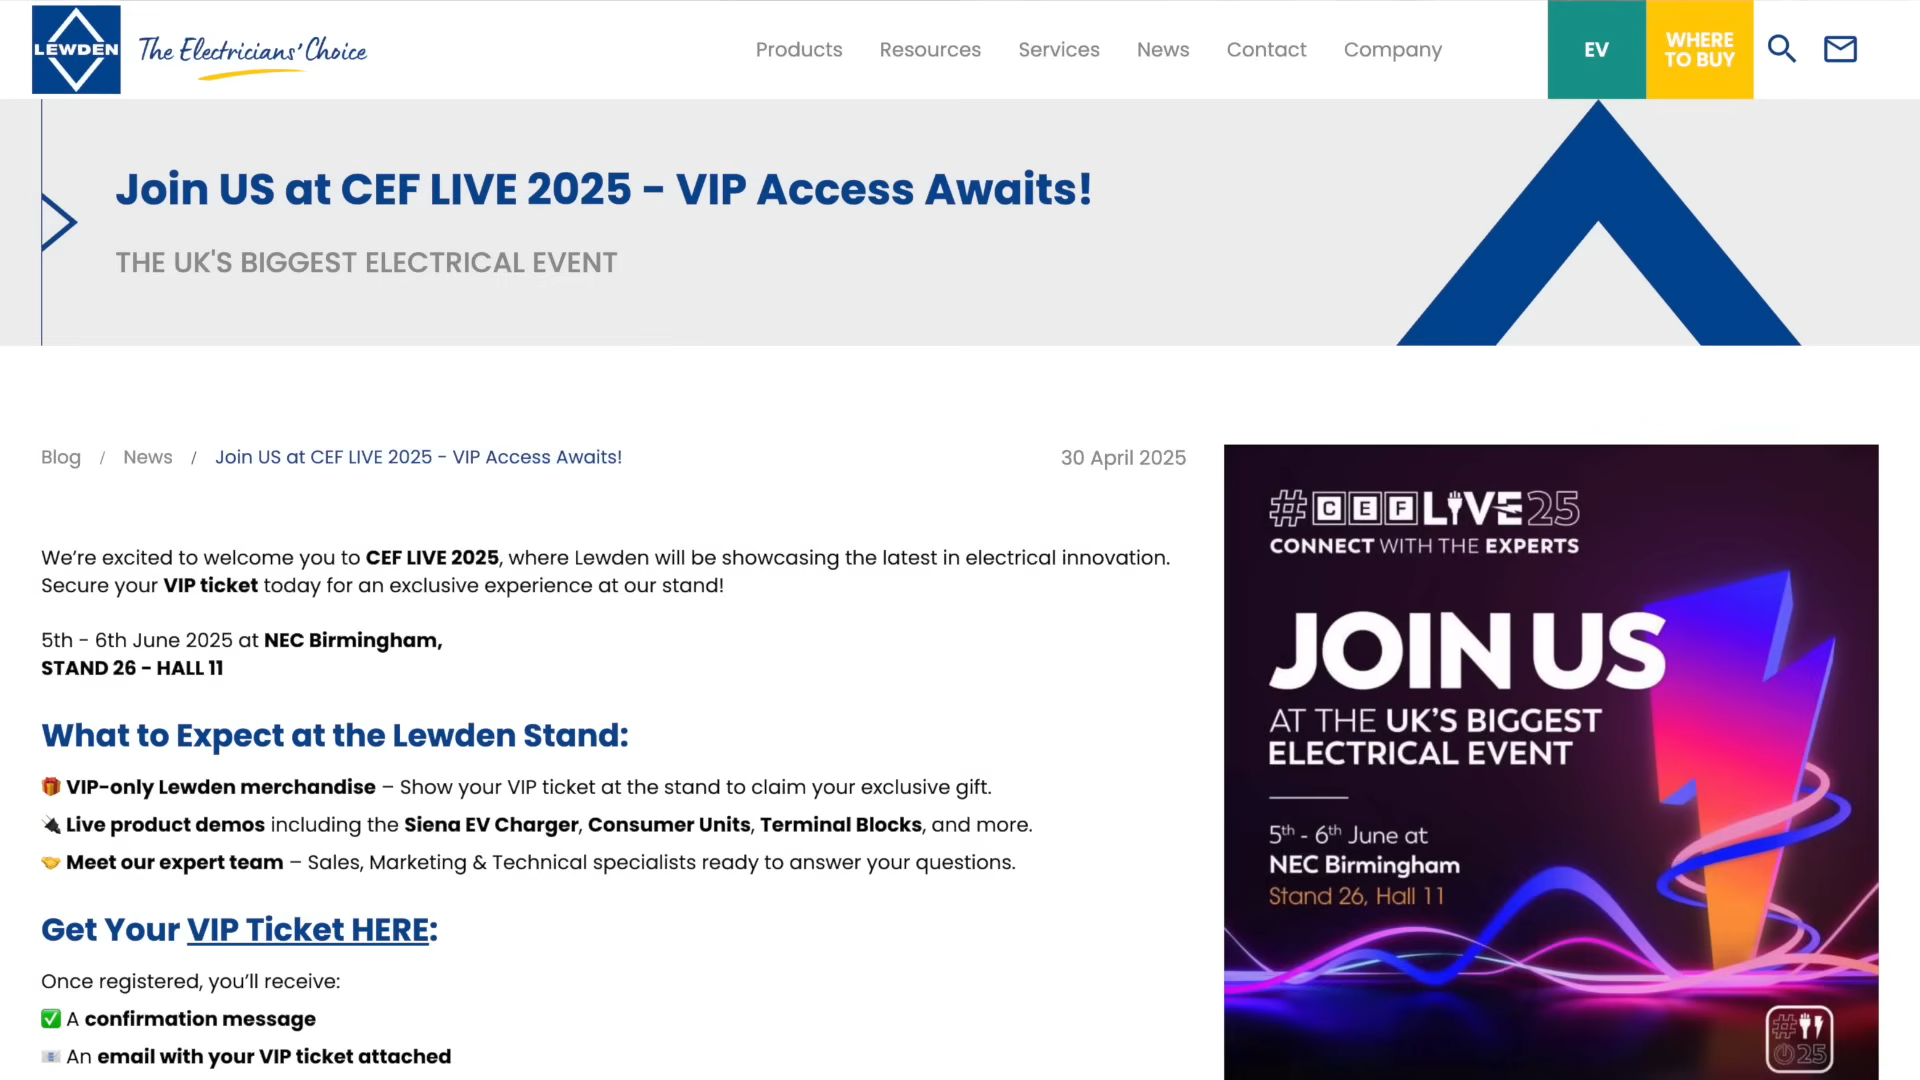 LEWDEN
The Electricians' Choice
Products
Resources
Services
News
Contact
Company
EV
WHERE
TO BUY
Join US at CEF LIVE 2025 - VIP Access Awaits!
THE UK'S BIGGEST ELECTRICAL EVENT
Blog / News / Join US at CEF LIVE 2025 - VIP Access Awaits!
30 April 2025
We’re excited to welcome you to CEF LIVE 2025, where Lewden will be showcasing the latest in electrical innovation.
Secure your VIP ticket today for an exclusive experience at our stand!
5th - 6th June 2025 at NEC Birmingham,
STAND 26 - HALL 11
What to Expect at the Lewden Stand:
🎁 VIP-only Lewden merchandise – Show your VIP ticket at the stand to claim your exclusive gift.
🔌 Live product demos including the Siena EV Charger, Consumer Units, Terminal Blocks, and more.
🤝 Meet our expert team – Sales, Marketing & Technical specialists ready to answer your questions.
Get Your VIP Ticket HERE:
Once registered, you’ll receive:
✅ A confirmation message
📧 An email with your VIP ticket attached
#CEFLIVE25
CONNECT WITH THE EXPERTS
JOIN US
AT THE UK’S BIGGEST
ELECTRICAL EVENT
5th - 6th June at
NEC Birmingham
Stand 26, Hall 11
#
25